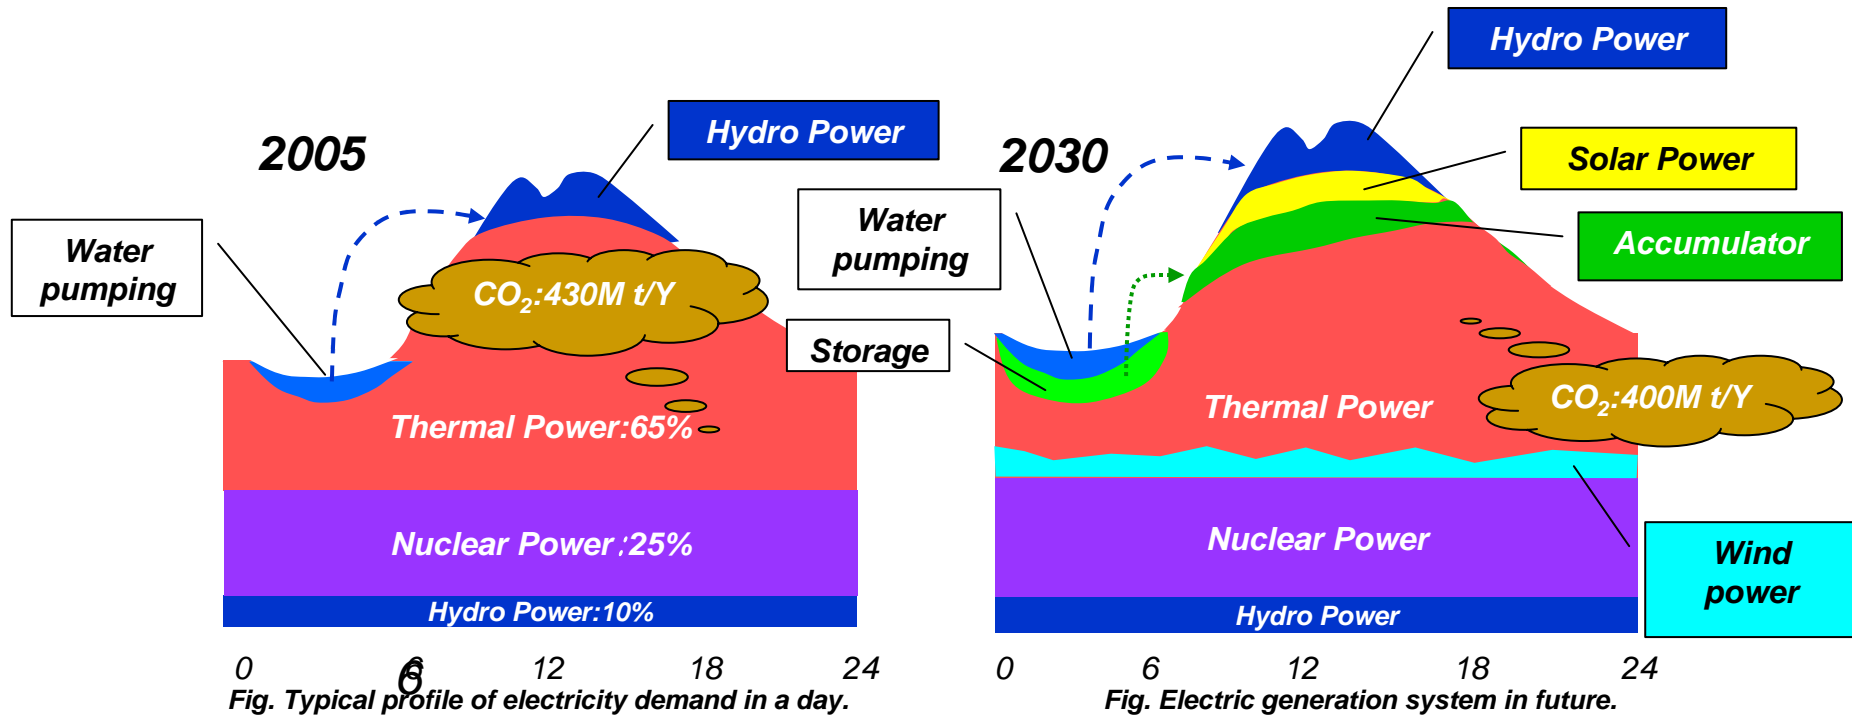 2005
Hydro Power
Water
pumping
CO2:430M t/Y
Thermal Power:65%
Nuclear Power:25%
Hydro Power:10%
0 6 6 12 18 24
Fig. Typical profile of electricity demand in a day.
2030
Hydro Power
Solar Power
Accumulator
Water
pumping
Storage
Thermal Power
CO2:400M t/Y
Nuclear Power
Wind
power
Hydro Power
0 6 12 18 24
Fig. Electric generation system in future.